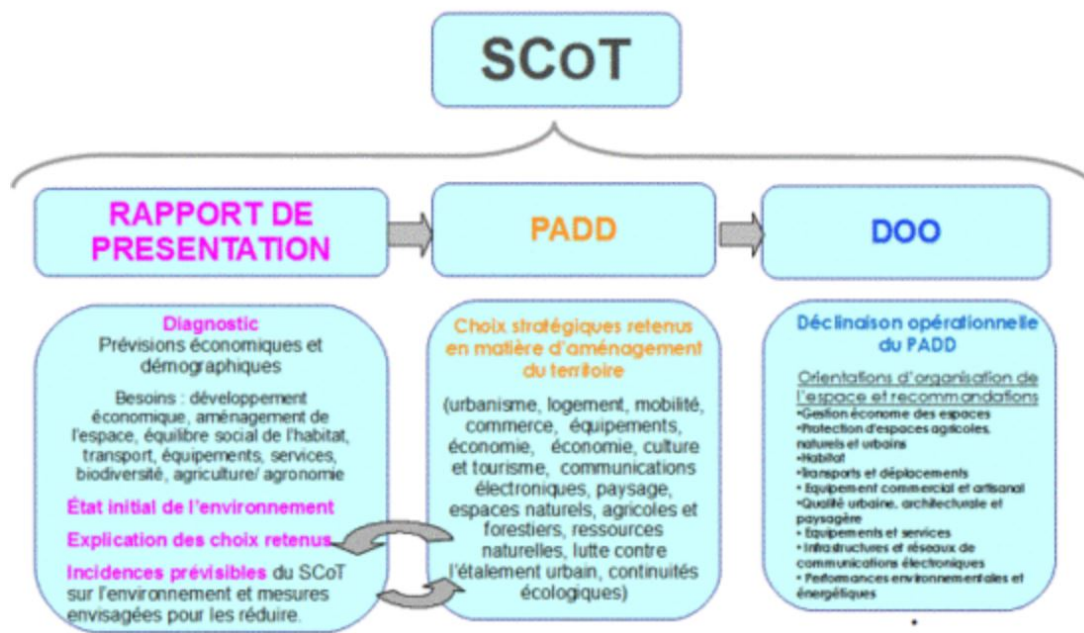 SCOT
RAPPORT DE
PRESENTATION
PADD
DOO
Diagnostic
Prévisions économiques et
démographiques
Besoins : développement
économique, aménagement de
l'espace, équilibre social de l'habitat,
transport, équipements, services,
biodiversité, agriculture/ agronomie
État initial de l'environnement
Explication des choix retenus
Incidences prévisibles du SCoT
sur l'environnement et mesures
envisagées pour les réduire.
Choix stratégiques retenus
en matière d'aménagement
du territoire
(urbanisme, logement, mobilité,
commerce, équipements,
économie, économie, culture
et tourisme, communications
électroniques, paysage,
espaces naturels, agricoles et
forestiers, ressources
naturelles, lutte contre
l'étalement urbain, continuités
écologiques)
Déclinaison opérationnelle
du PADD
Orientations d'organisation de
l'espace et recommandations
•Gestion économe des espaces
•Protection d'espaces agricoles,
naturels et urbains
•Habitat
•Transports et déplacements
• Equipement commercial et artisanal
•Qualité urbaine, architecturale et
paysagère
• Equipements et services
• Infrastructures et réseaux de
communications électroniques
• Performances environnementales et
énergétiques